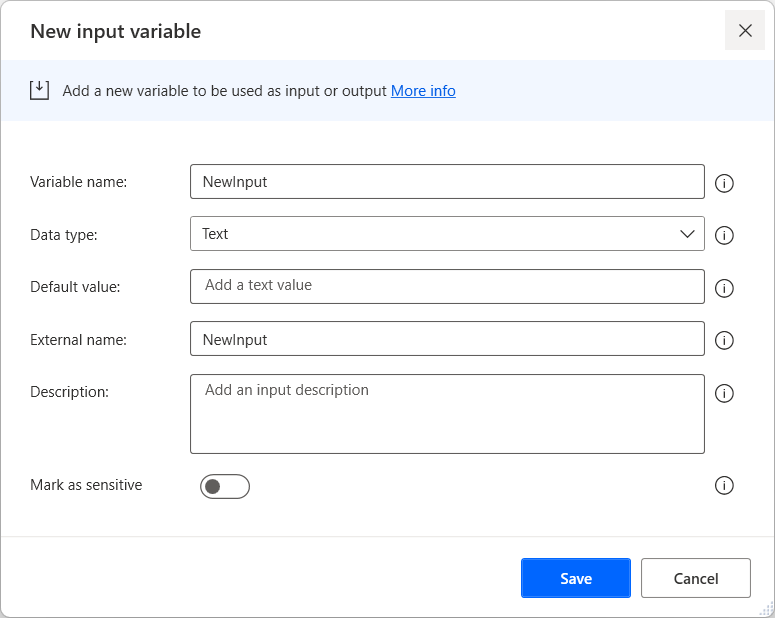 New input variable
Add a new variable to be used as input or output More info
Variable name: NewInput
Data type: Text
Default value: Add a text value
External name: NewInput
Description: Add an input description
Mark as sensitive
Save Cancel